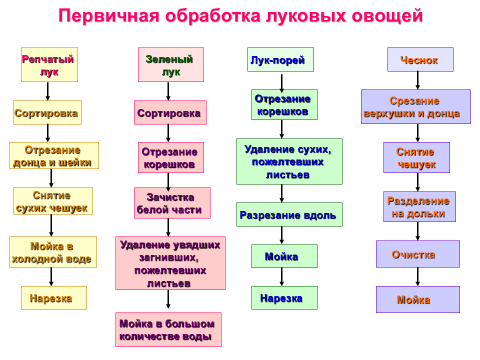 Первичная обработка луковых овощей
Репчатый
лук
Сортировка
Отрезание
донца и шейки
Снятие
сухих чешуек
Мойка в
холодной воде
Нарезка
Зеленый
лук
Сортировка
Отрезание
корешков
Зачистка
белой части
Удаление увядших
загнивших,
пожелтевших
листьев
Мойка в большом
количестве воды
Лук-порей
Отрезание
корешков
Удаление сухих,
пожелтевших
листьев
Разрезание вдоль
Мойка
Нарезка
Чеснок
Срезание
верхушки и донца
Снятие
чешуек
Разделение
на дольки
Очистка
Мойка